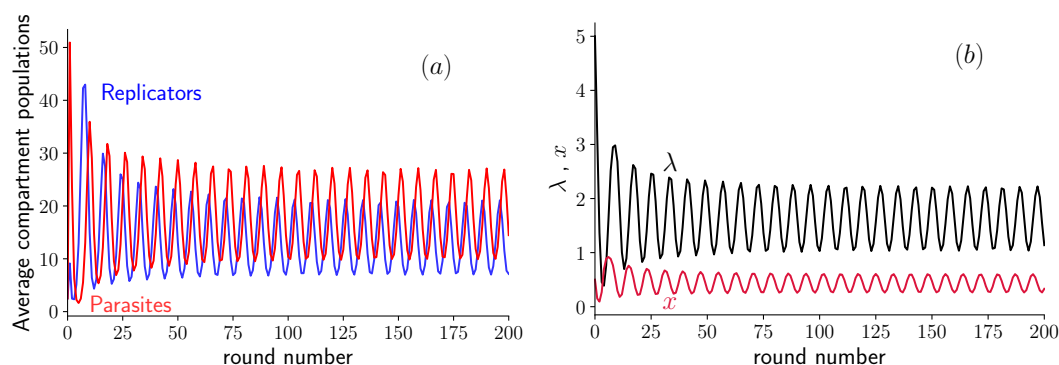 Average compartment populations
50
40
30
20
10
0
(a)
Replicators
Parasites
0 25 50 75 100 125 150 175 200
round number
λ , x
5
4
3
2
1
0
(b)
λ
x
0 25 50 75 100 125 150 175 200
round number